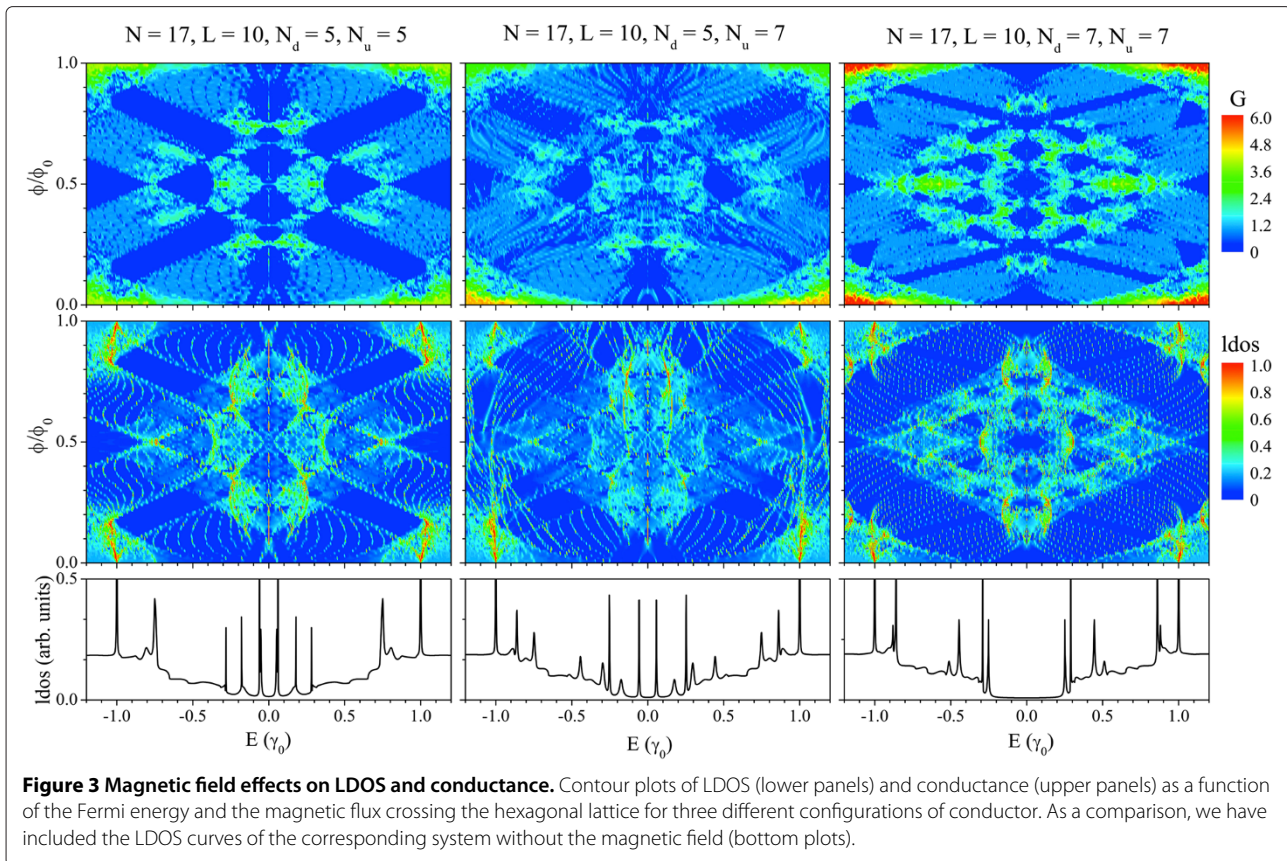 N = 17, L = 10, N_d = 5, N_u = 5
N = 17, L = 10, N_d = 5, N_u = 7
N = 17, L = 10, N_d = 7, N_u = 7
1.0
ϕ/ϕ_0
0.5
0.0
G
6.0
4.8
3.6
2.4
1.2
0
1.0
ϕ/ϕ_0
0.5
0.0
ldos
1.0
0.8
0.6
0.4
0.2
0
0.5
ldos (arb. units)
0.0
-1.0 -0.5 0.0 0.5 1.0
-1.0 -0.5 0.0 0.5 1.0
-1.0 -0.5 0.0 0.5 1.0
E (γ_0)
E (γ_0)
E (γ_0)
Figure 3 Magnetic field effects on LDOS and conductance. Contour plots of LDOS (lower panels) and conductance (upper panels) as a function
of the Fermi energy and the magnetic flux crossing the hexagonal lattice for three different configurations of conductor. As a comparison, we have
included the LDOS curves of the corresponding system without the magnetic field (bottom plots).